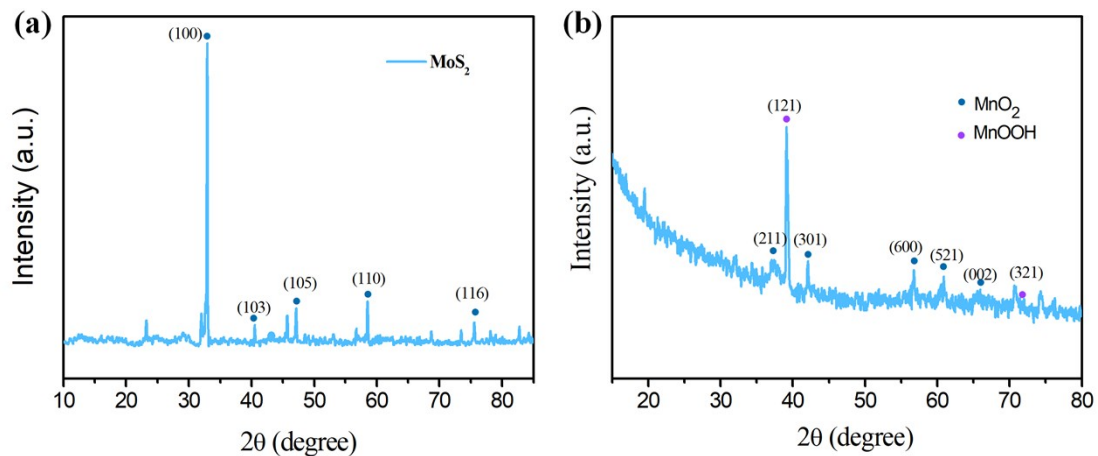 (a)
(100)
MoS₂
(103)
(105)
(110)
(116)
Intensity (a.u.)
10 20 30 40 50 60 70 80
2θ (degree)
(b)
(121)
MnO₂
MnOOH
(211)
(301)
(600)
(521)
(002)
(321)
Intensity (a.u.)
20 30 40 50 60 70 80
2θ (degree)